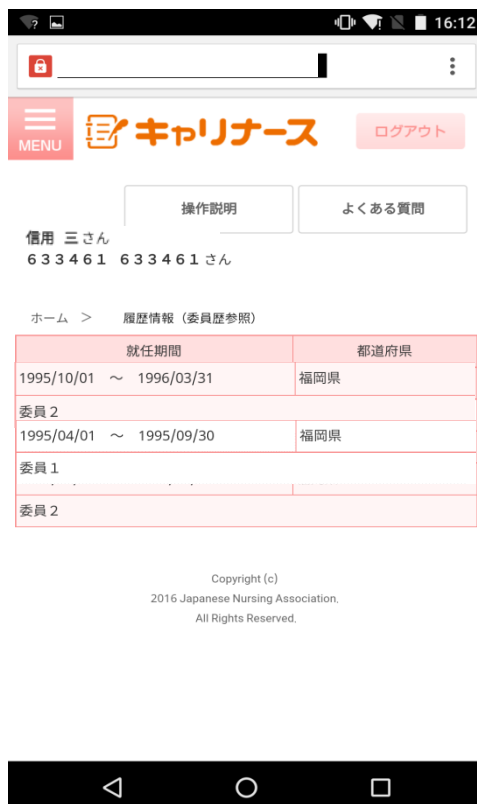 16:12
MENU
キャリナース
ログアウト
操作説明
よくある質問
信用 三さん
６３３４６１ ６３３４６１さん
ホーム ＞ 履歴情報（委員歴参照）
就任期間 都道府県
1995/10/01 ～ 1996/03/31 福岡県
委員２
1995/04/01 ～ 1995/09/30 福岡県
委員１
委員２
Copyright (c)
2016 Japanese Nursing Association.
All Rights Reserved.